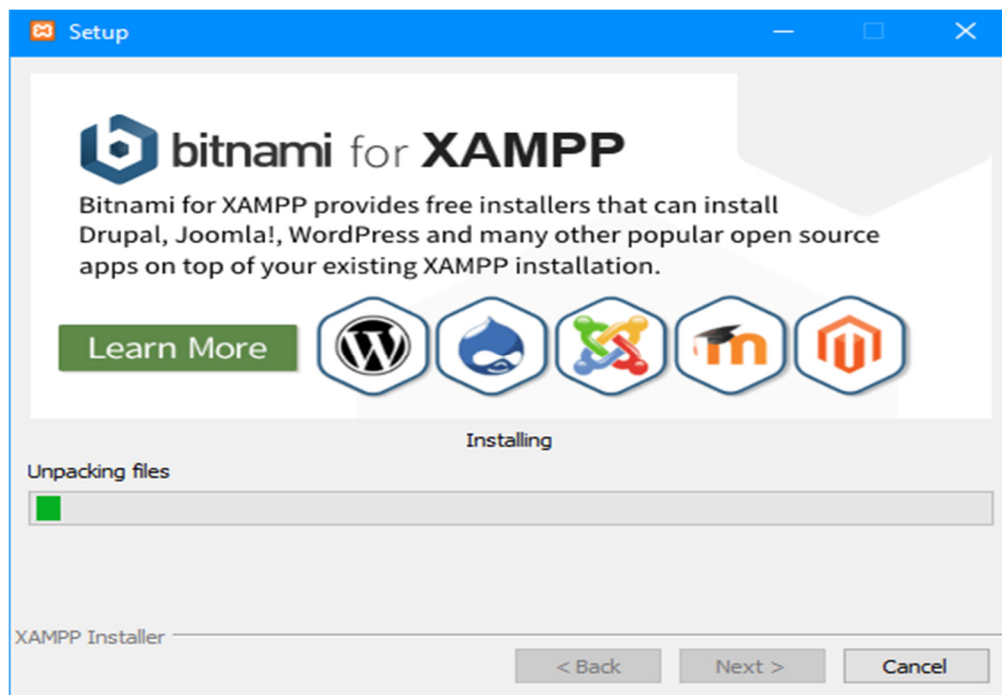 Setup
bitnami for XAMPP
Bitnami for XAMPP provides free installers that can install
Drupal, Joomla!, WordPress and many other popular open source
apps on top of your existing XAMPP installation.
Learn More
Installing
Unpacking files
XAMPP Installer
< Back Next > Cancel